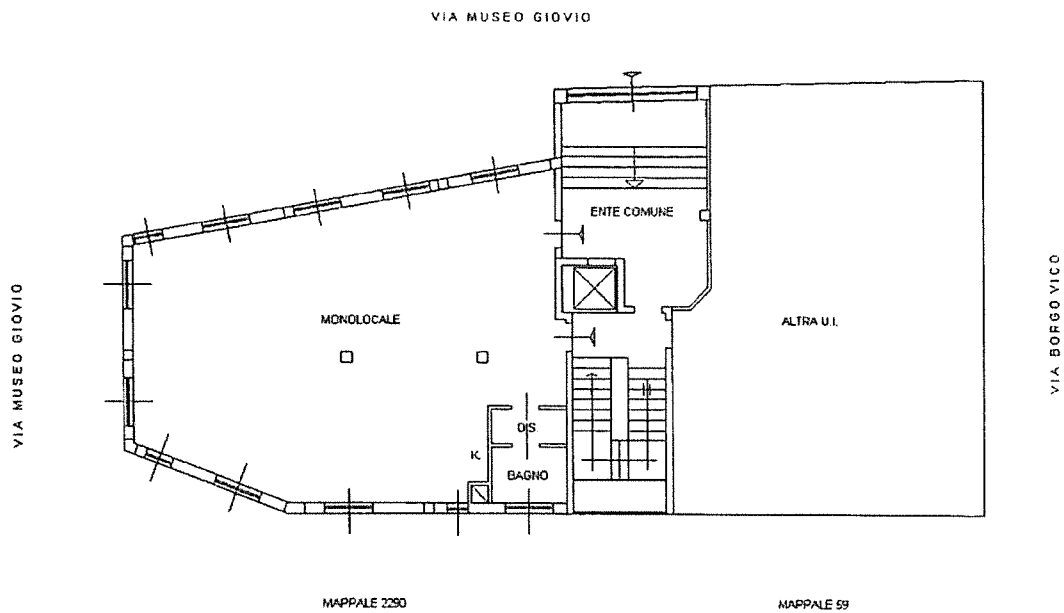 VIA MUSEO GIOVIO
ENTE COMUNE
VIA MUSEO GIOVIO
MONOLOCALE
ALTRA U.I.
VIA BORGO VICO
DIS.
K.
BAGNO
MAPPALE 2290
MAPPALE 59